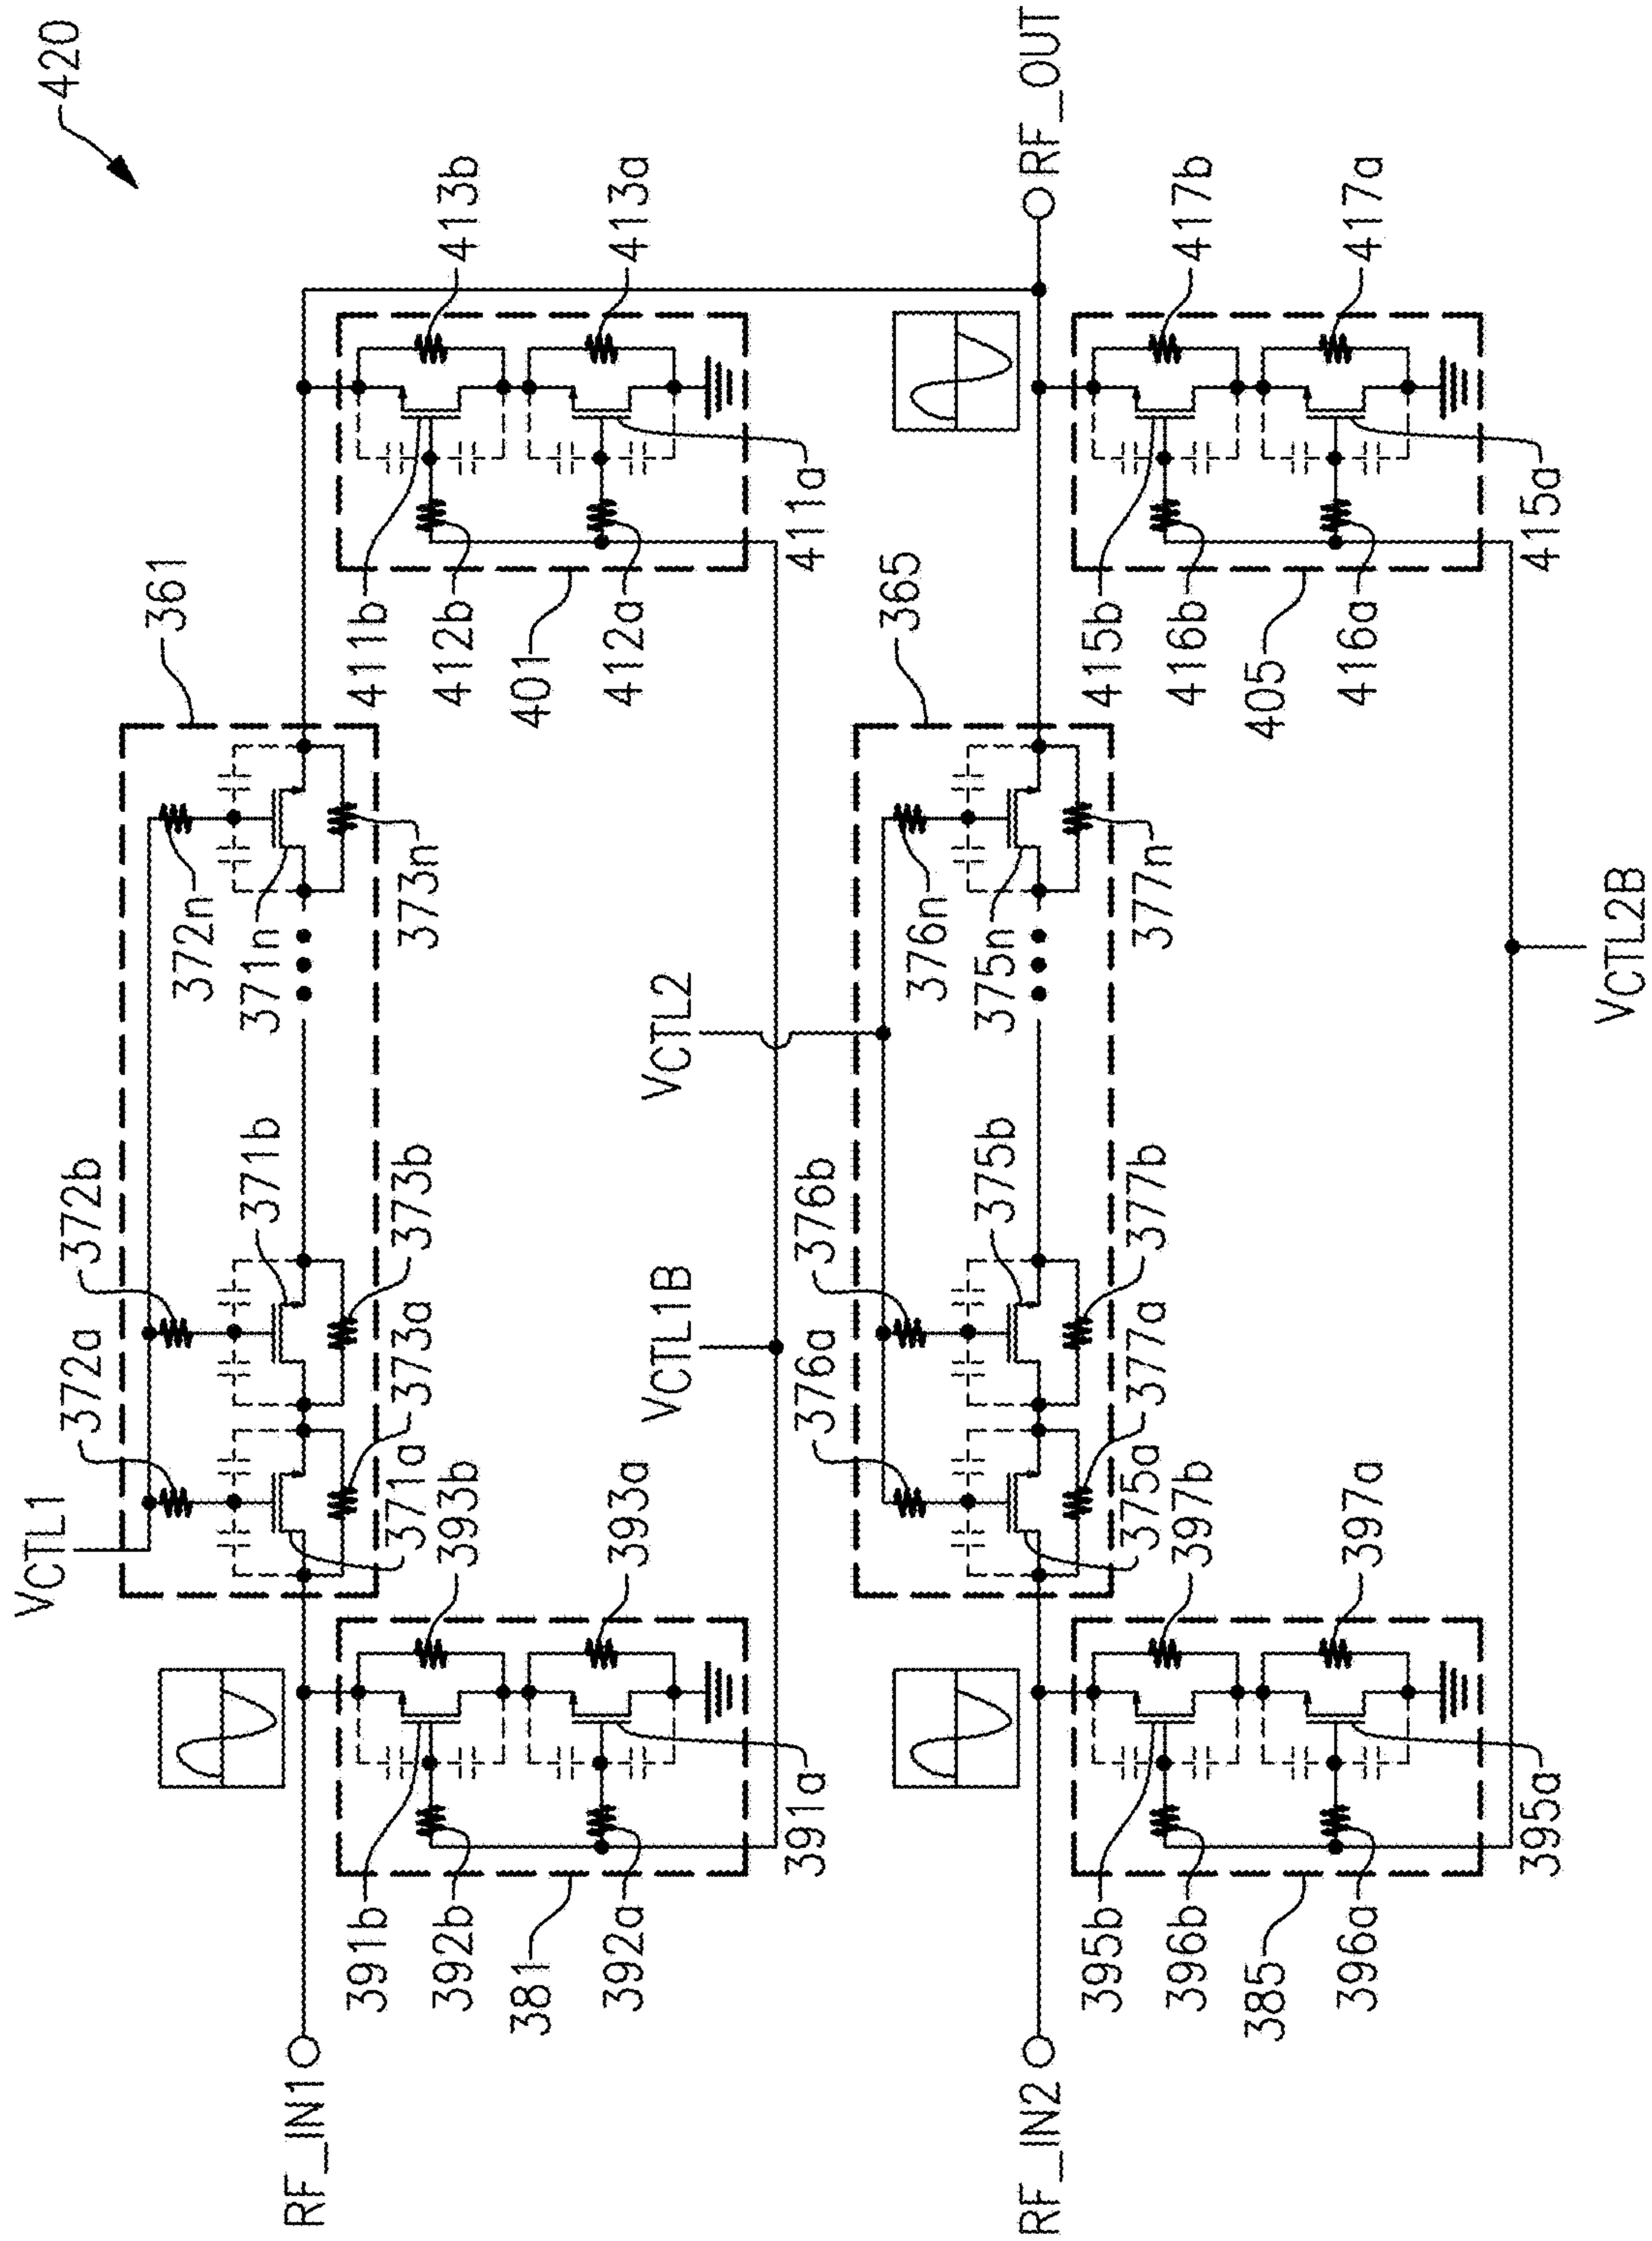 420
VCTL1
372a
372b
361
372n
371n
373n
371b
373b
373a
371a
RF_IN1
391b
392b
381
392a
391a
393b
393a
411b
412b
401
412a
411a
413b
413a
VCTL1B
VCTL2
376a
376b
365
376n
375n
377n
375b
377b
377a
375a
RF_IN2
RF_OUT
395b
396b
385
396a
395a
397b
397a
415b
416b
405
416a
415a
417b
417a
VCTL2B